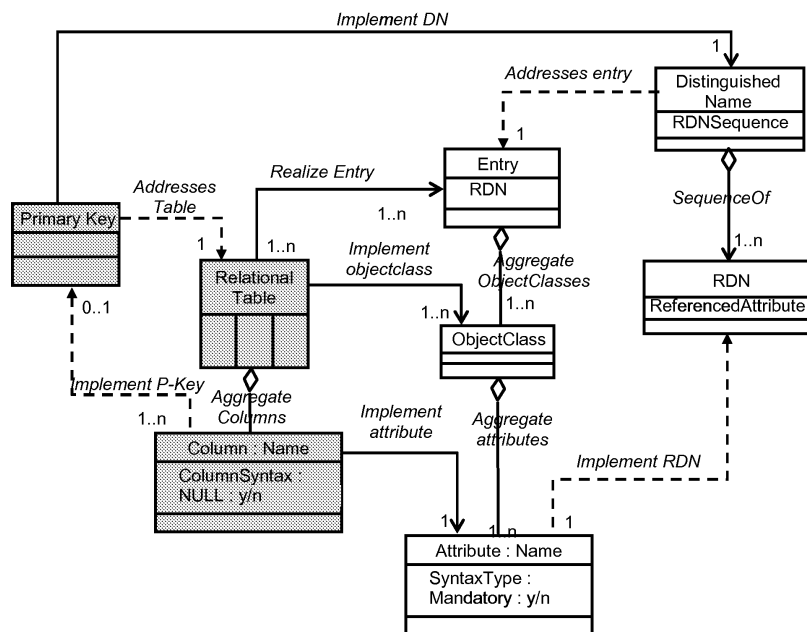 Implement DN
1
Addresses entry
Distinguished
Name
RDNSequence
1
Entry
RDN
Realize Entry
Addresses
Table
SequenceOf
Primary Key
1..n
1
1..n
1..n
Implement
objectclass
Aggregate
ObjectClasses
Relational
Table
RDN
ReferencedAttribute
0..1
1..n
1..n
ObjectClass
Implement P-Key
Aggregate
Columns
1..n
Implement
attribute
Aggregate
attributes
Column : Name
ColumnSyntax :
NULL : y/n
Implement RDN
1
1..n
1
Attribute : Name
SyntaxType :
Mandatory : y/n